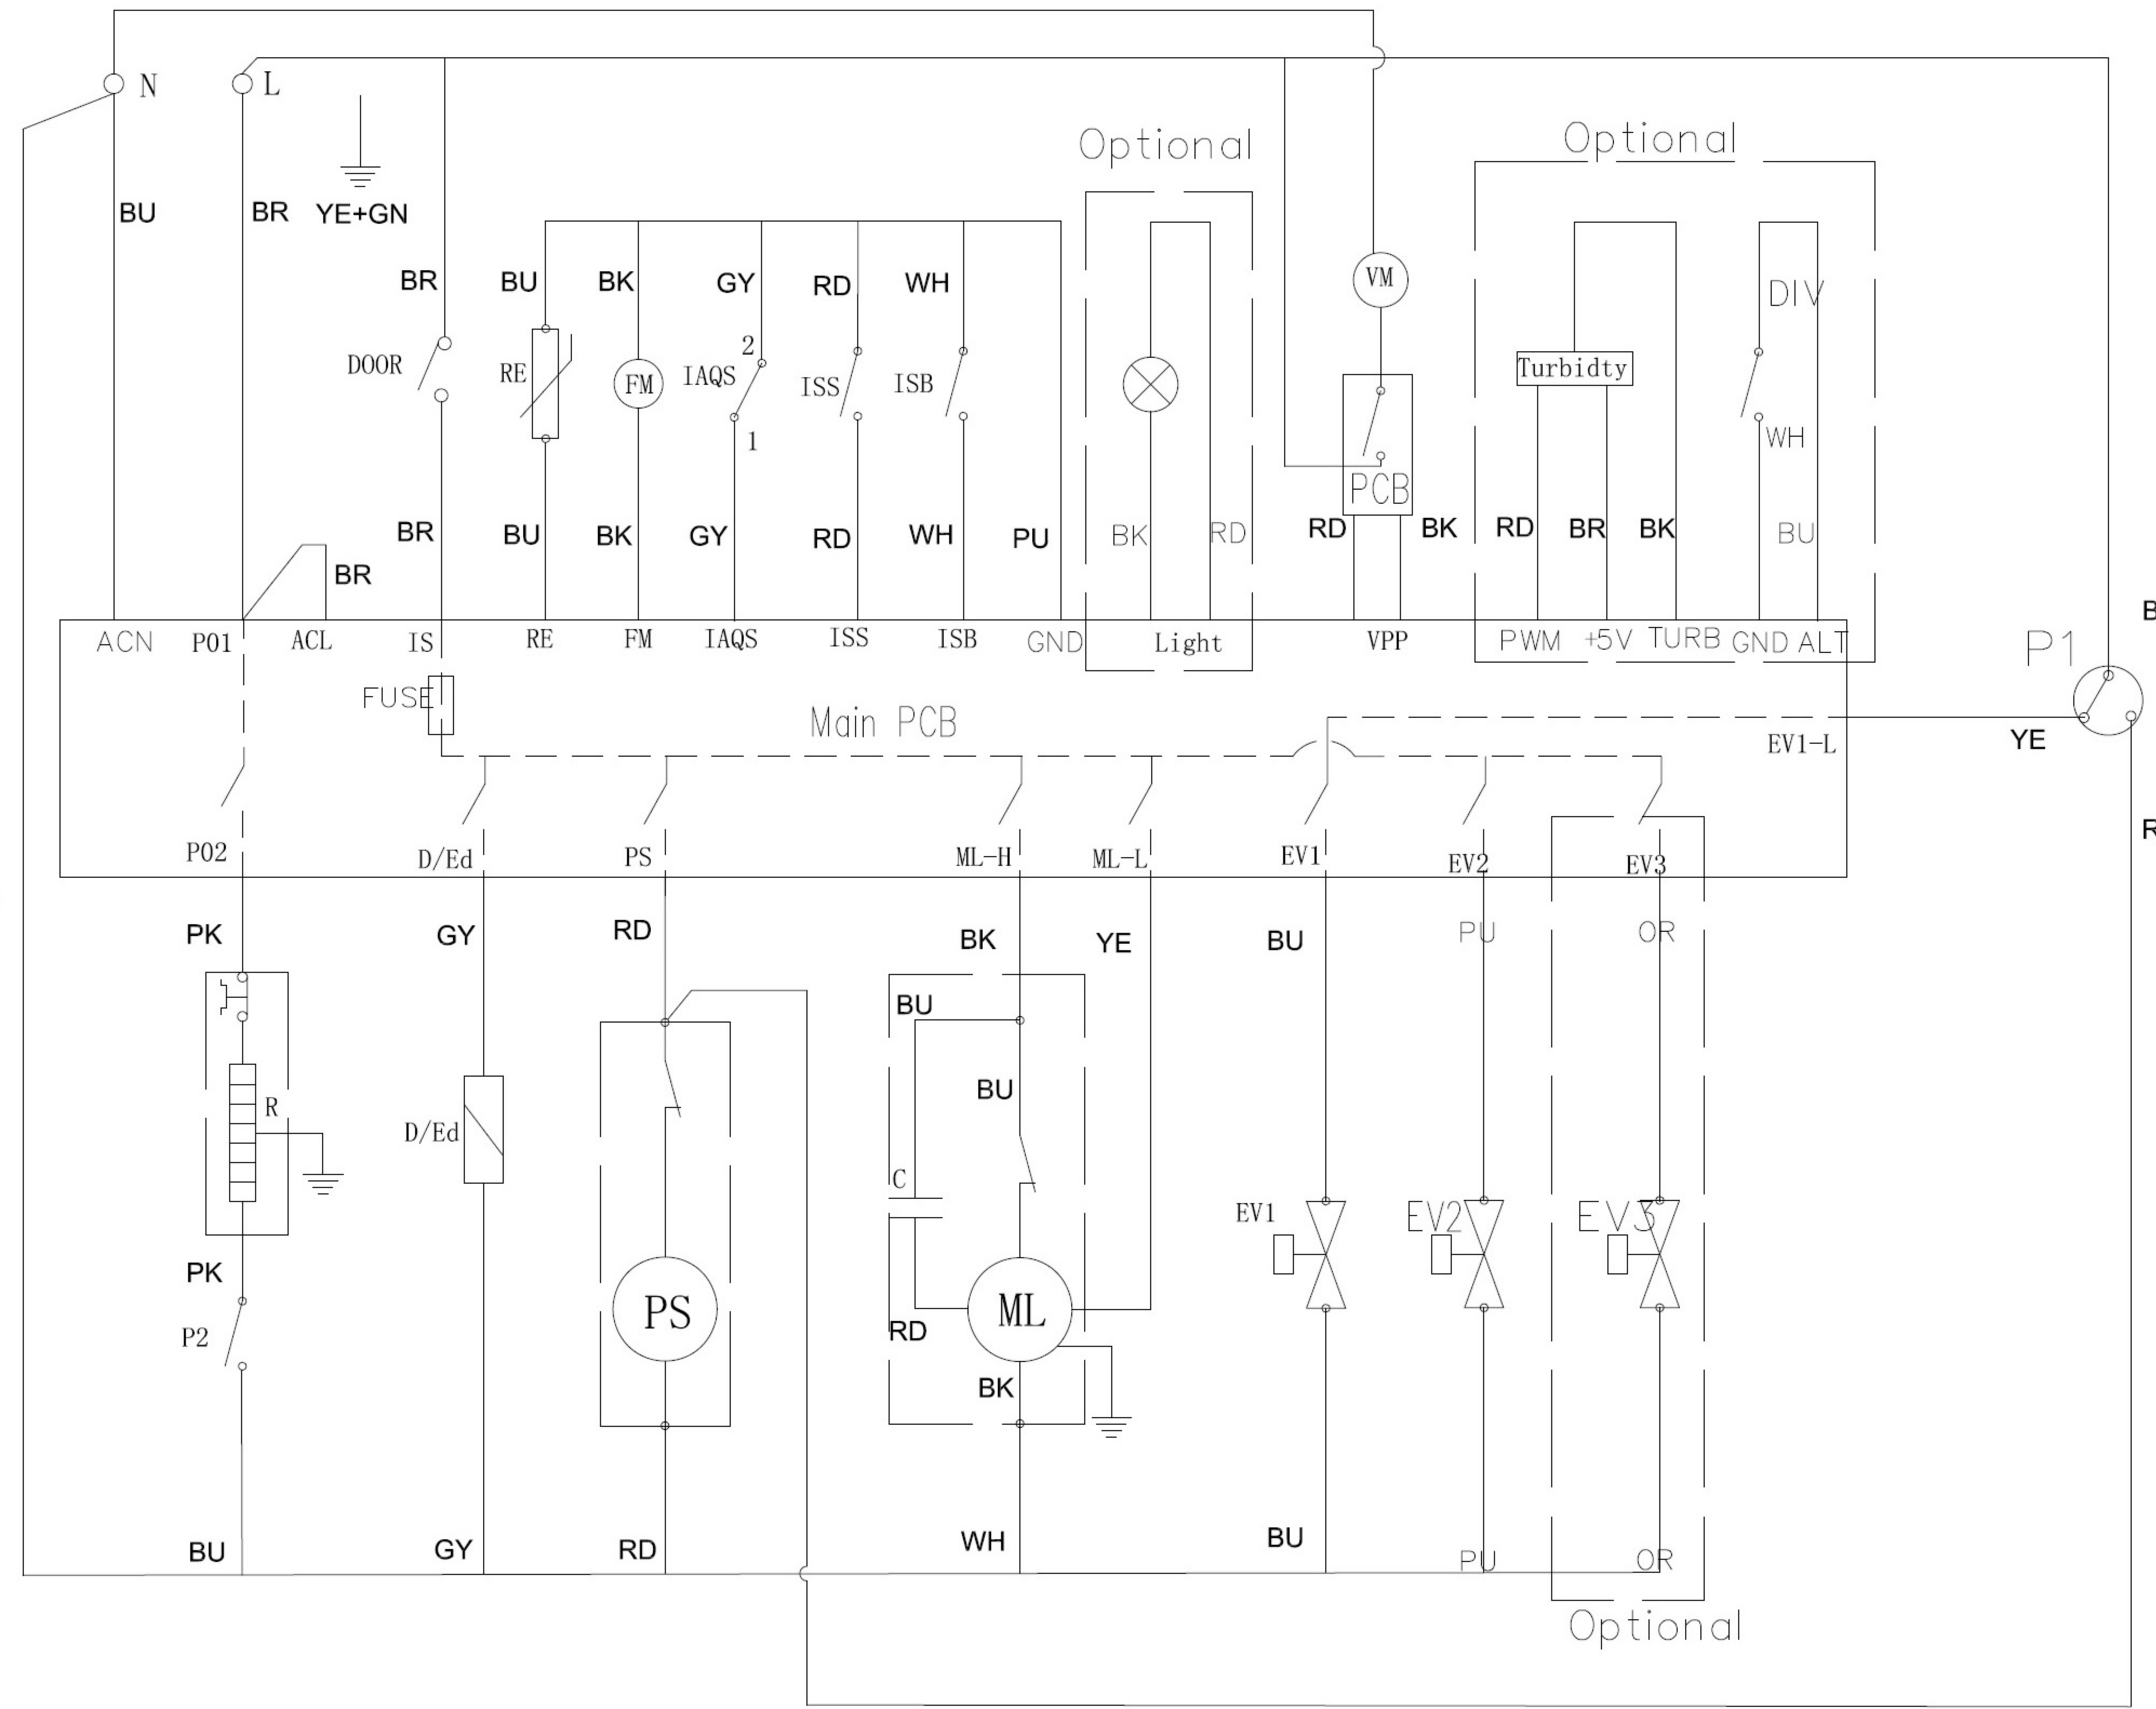 N
L
Optional
Optional
BU
BR
YE+GN
BR
BU
BK
GY
RD
WH
VM
DIV
DOOR
RE
FM
IAQS
2
1
ISS
ISB
Turbidty
WH
PCB
BR
BU
BK
GY
RD
WH
PU
BK
RD
RD
BK
RD
BR
BK
BU
BR
B
ACN
P01
ACL
IS
RE
FM
IAQS
ISS
ISB
GND
Light
VPP
PWM
+5V
TURB
GND
ALT
P1
FUSE
Main PCB
EV1-L
YE
R
P02
D/Ed
PS
ML-H
ML-L
EV1
EV2
EV3
PK
GY
RD
BK
YE
BU
PU
OR
BU
BU
R
D/Ed
C
EV1
EV2
EV3
PK
PS
ML
RD
P2
BK
BU
GY
RD
WH
BU
PU
OR
Optional